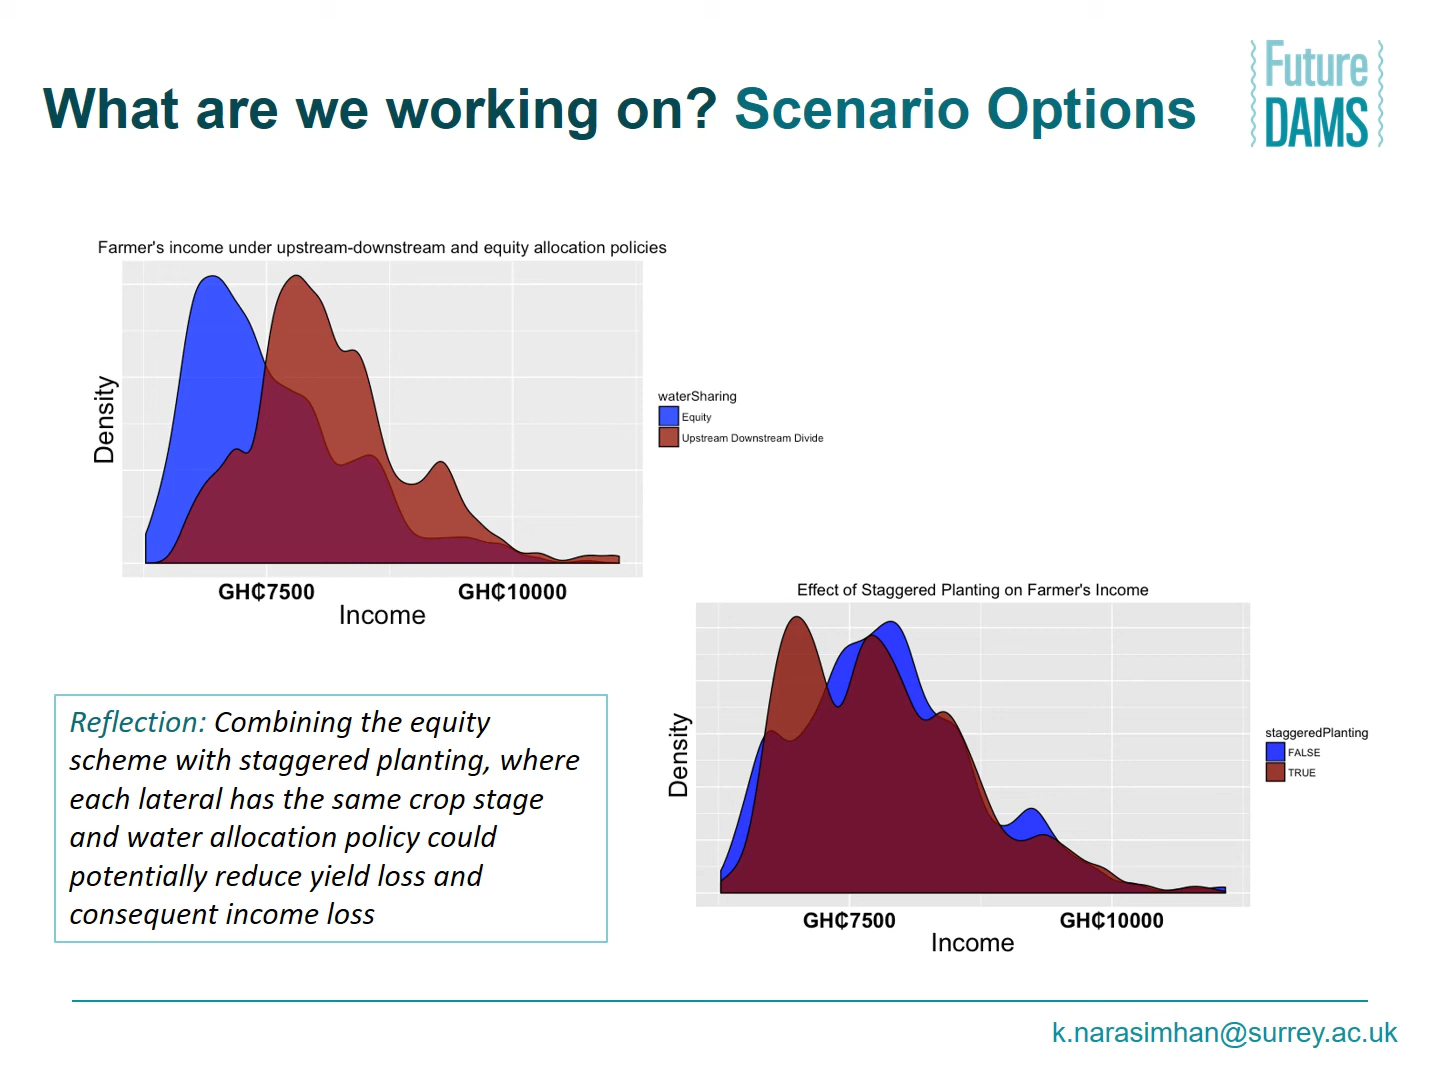 What are we working on? Scenario Options
Future
DAMS
Farmer's income under upstream-downstream and equity allocation policies
Density
waterSharing
Equity
Upstream Downstream Divide
GH₵7500 GH₵10000
Income
Effect of Staggered Planting on Farmer's Income
Density
staggeredPlanting
FALSE
TRUE
GH₵7500 GH₵10000
Income
Reflection: Combining the equity
scheme with staggered planting, where
each lateral has the same crop stage
and water allocation policy could
potentially reduce yield loss and
consequent income loss
k.narasimhan@surrey.ac.uk